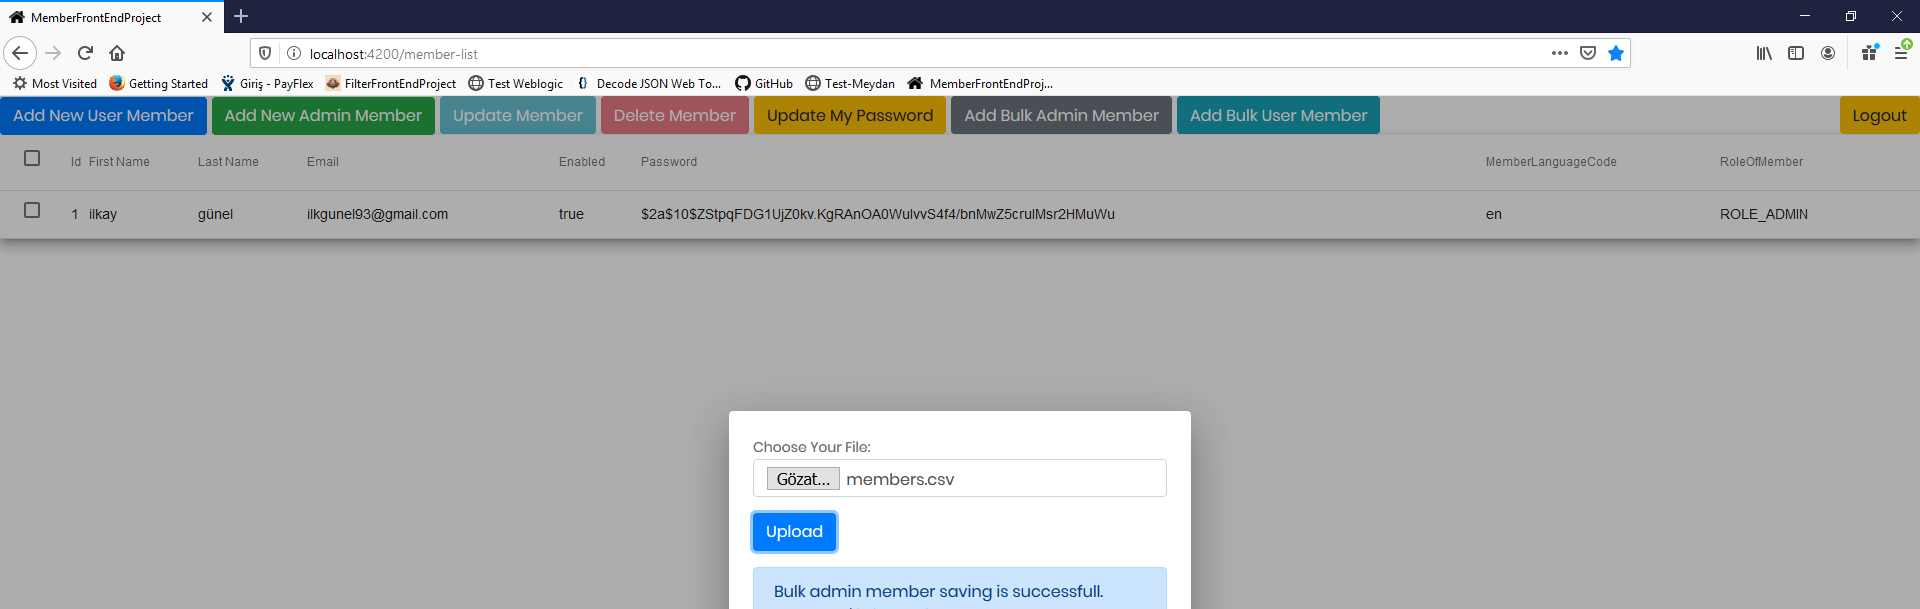 MemberFrontEndProject
localhost:4200/member-list
Most Visited Getting Started Giriş - PayFlex FilterFrontEndProject Test Weblogic Decode JSON Web To... GitHub Test-Meydan MemberFrontEndProj...
Add New User Member Add New Admin Member Update Member Delete Member Update My Password Add Bulk Admin Member Add Bulk User Member Logout
Id First Name Last Name Email Enabled Password MemberLanguageCode RoleOfMember
1 ilkay günel ilkgunel93@gmail.com true $2a$10$ZStpqFDG1UjZ0kv.KgRAnOA0WulvvS4f4/bnMwZ5crulMsr2HMuWu en ROLE_ADMIN
Choose Your File:
Gözat... members.csv
Upload
Bulk admin member saving is successfull.